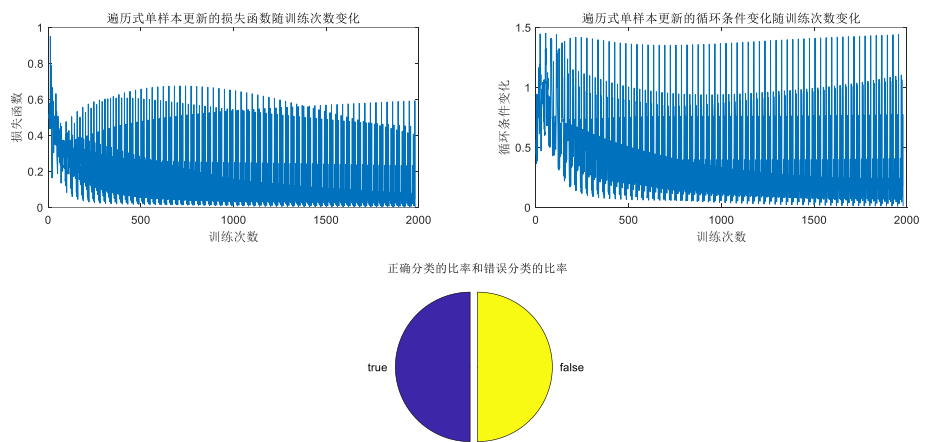 遍历式单样本更新的损失函数随训练次数变化
1
0.8
0.6
0.4
0.2
0
损失函数
0 500 1000 1500 2000
训练次数
遍历式单样本更新的循环条件变化随训练次数变化
1.5
1
0.5
0
循环条件变化
0 500 1000 1500 2000
训练次数
正确分类的比率和错误分类的比率
true
false